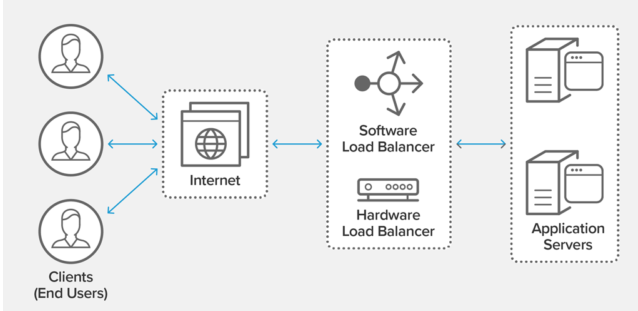 Clients
(End Users)
Internet
Software
Load Balancer
Hardware
Load Balancer
Application
Servers